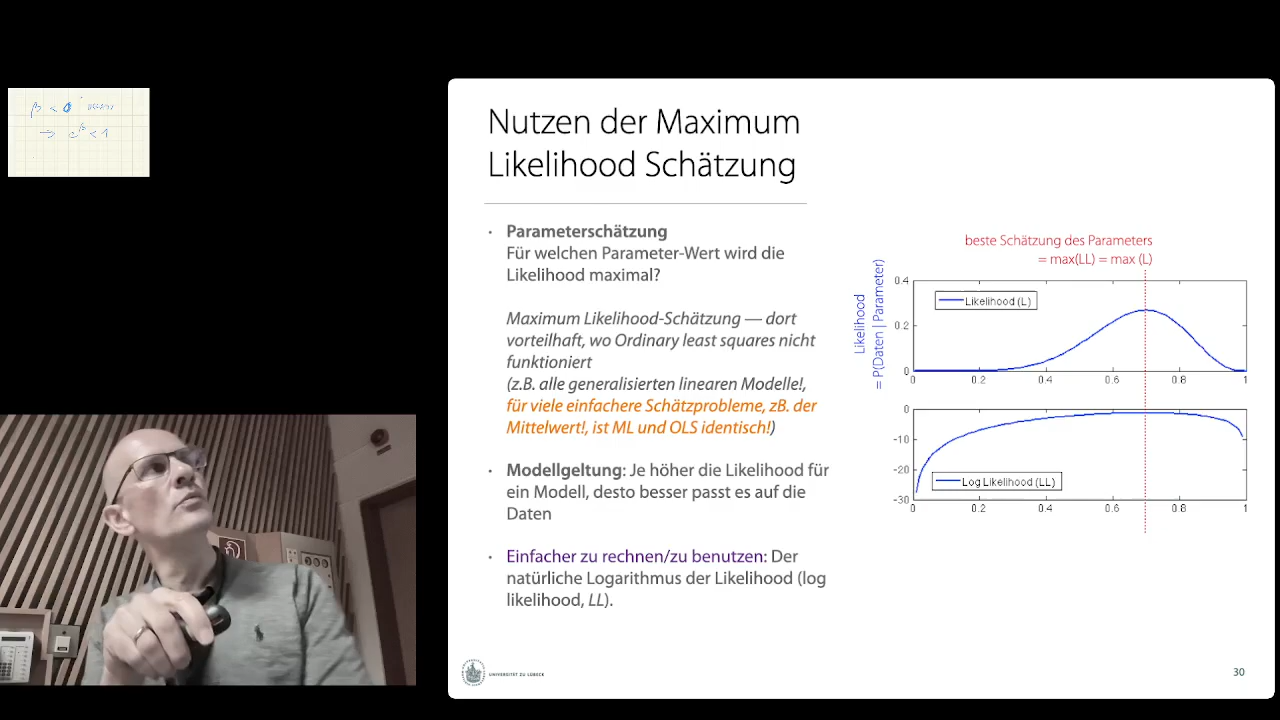 β < 0
→ e^β < 1
Nutzen der Maximum
Likelihood Schätzung
• Parameterschätzung
Für welchen Parameter-Wert wird die
Likelihood maximal?
Maximum Likelihood-Schätzung — dort
vorteilhaft, wo Ordinary least squares nicht
funktioniert
(z.B. alle generalisierten linearen Modelle!,
für viele einfachere Schätzprobleme, zB. der
Mittelwert!, ist ML und OLS identisch!)
• Modellgeltung: Je höher die Likelihood für
ein Modell, desto besser passt es auf die
Daten
• Einfacher zu rechnen/zu benutzen: Der
natürliche Logarithmus der Likelihood (log
likelihood, LL).
beste Schätzung des Parameters
= max(LL) = max (L)
Likelihood
= P(Daten | Parameter)
0.4
0.2
0
Likelihood (L)
0 0.2 0.4 0.6 0.8 1
0
-10
-20
-30
Log Likelihood (LL)
0 0.2 0.4 0.6 0.8 1
UNIVERSITÄT ZU LÜBECK
30